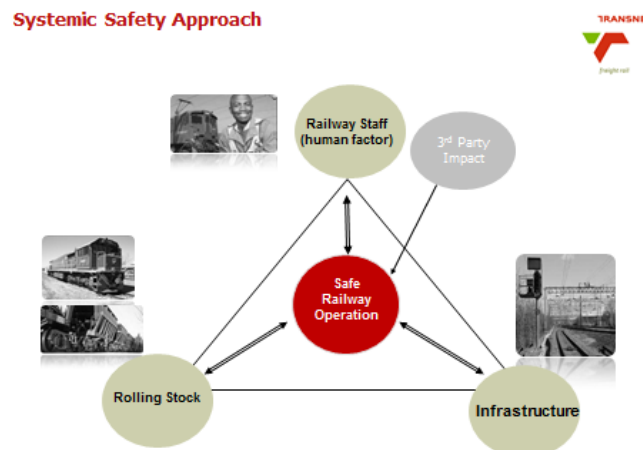 Systemic Safety Approach
TRANSNE
freight rail
Railway Staff
(human factor)
3rd Party
Impact
Safe
Railway
Operation
Rolling Stock
Infrastructure